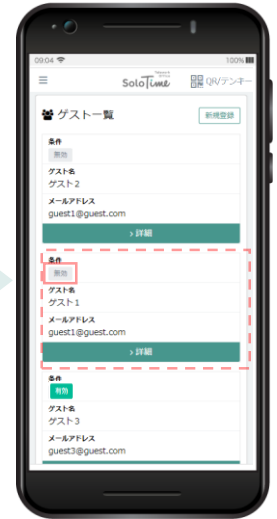 09:04 100%
SoloTime QR/テンキー
ゲスト一覧 新規登録
条件
無効
ゲスト名
ゲスト2
メールアドレス
guest1@guest.com
> 詳細
条件
無効
ゲスト名
ゲスト1
メールアドレス
guest1@guest.com
> 詳細
条件
有効
ゲスト名
ゲスト3
メールアドレス
guest3@guest.com